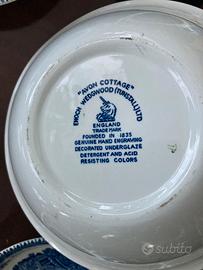 "AVON COTTAGE"
ENOCH WEDGWOOD (TUNSTALL) LTD
ENGLAND
TRADE MARK
FOUNDED IN 1835
GENUINE HAND ENGRAVING
DECORATED UNDERGLAZE
DETERGENT AND ACID
RESISTING COLORS
subito